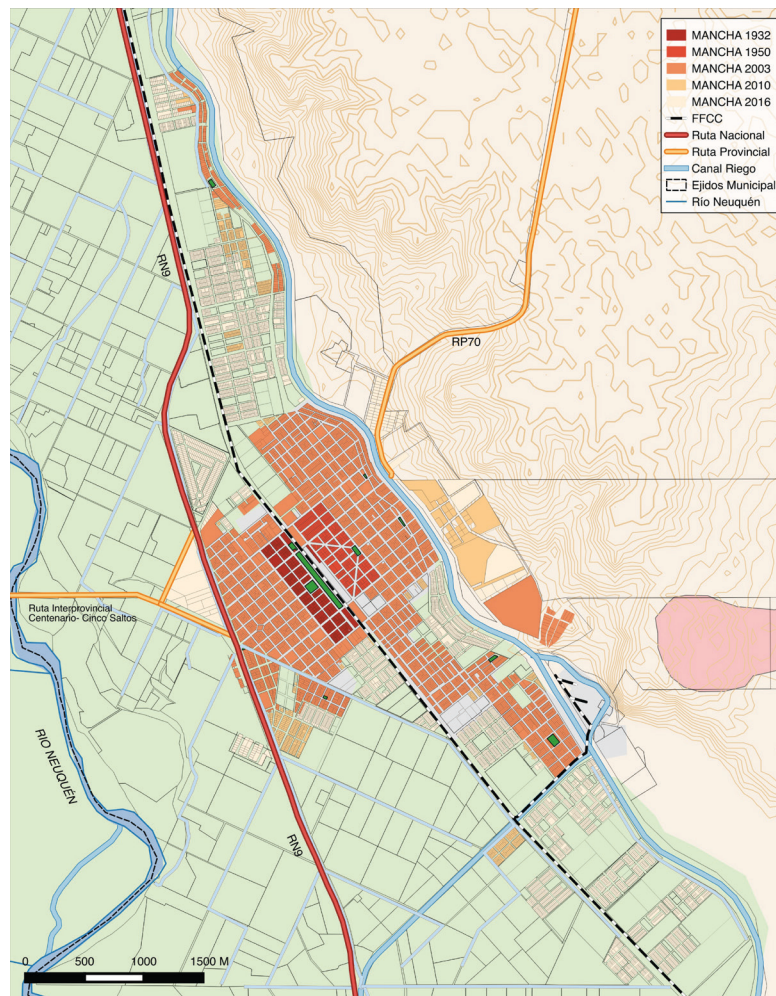 MANCHA 1932
MANCHA 1950
MANCHA 2003
MANCHA 2010
MANCHA 2016
FFCC
Ruta Nacional
Ruta Provincial
Canal Riego
Ejidos Municipal
Río Neuquén
RN9
RP70
Ruta Interprovincial
Centenario- Cinco Saltos
RIO NEUQUÉN
RN9
0 500 1000 1500 M